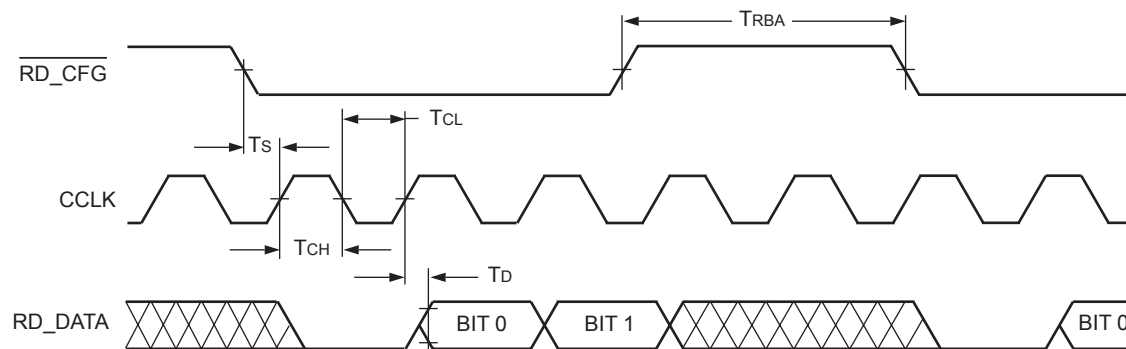 TRBA
RD_CFG
TCL
TS
CCLK
TCH
TD
RD_DATA
BIT 0
BIT 1
BIT 0